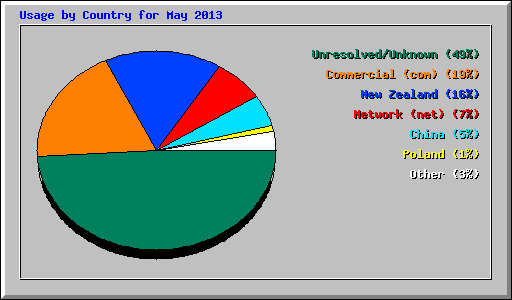 Usage by Country for May 2013
Unresolved/Unknown (49%)
Commercial (com) (19%)
New Zealand (16%)
Network (net) (7%)
China (5%)
Poland (1%)
Other (3%)